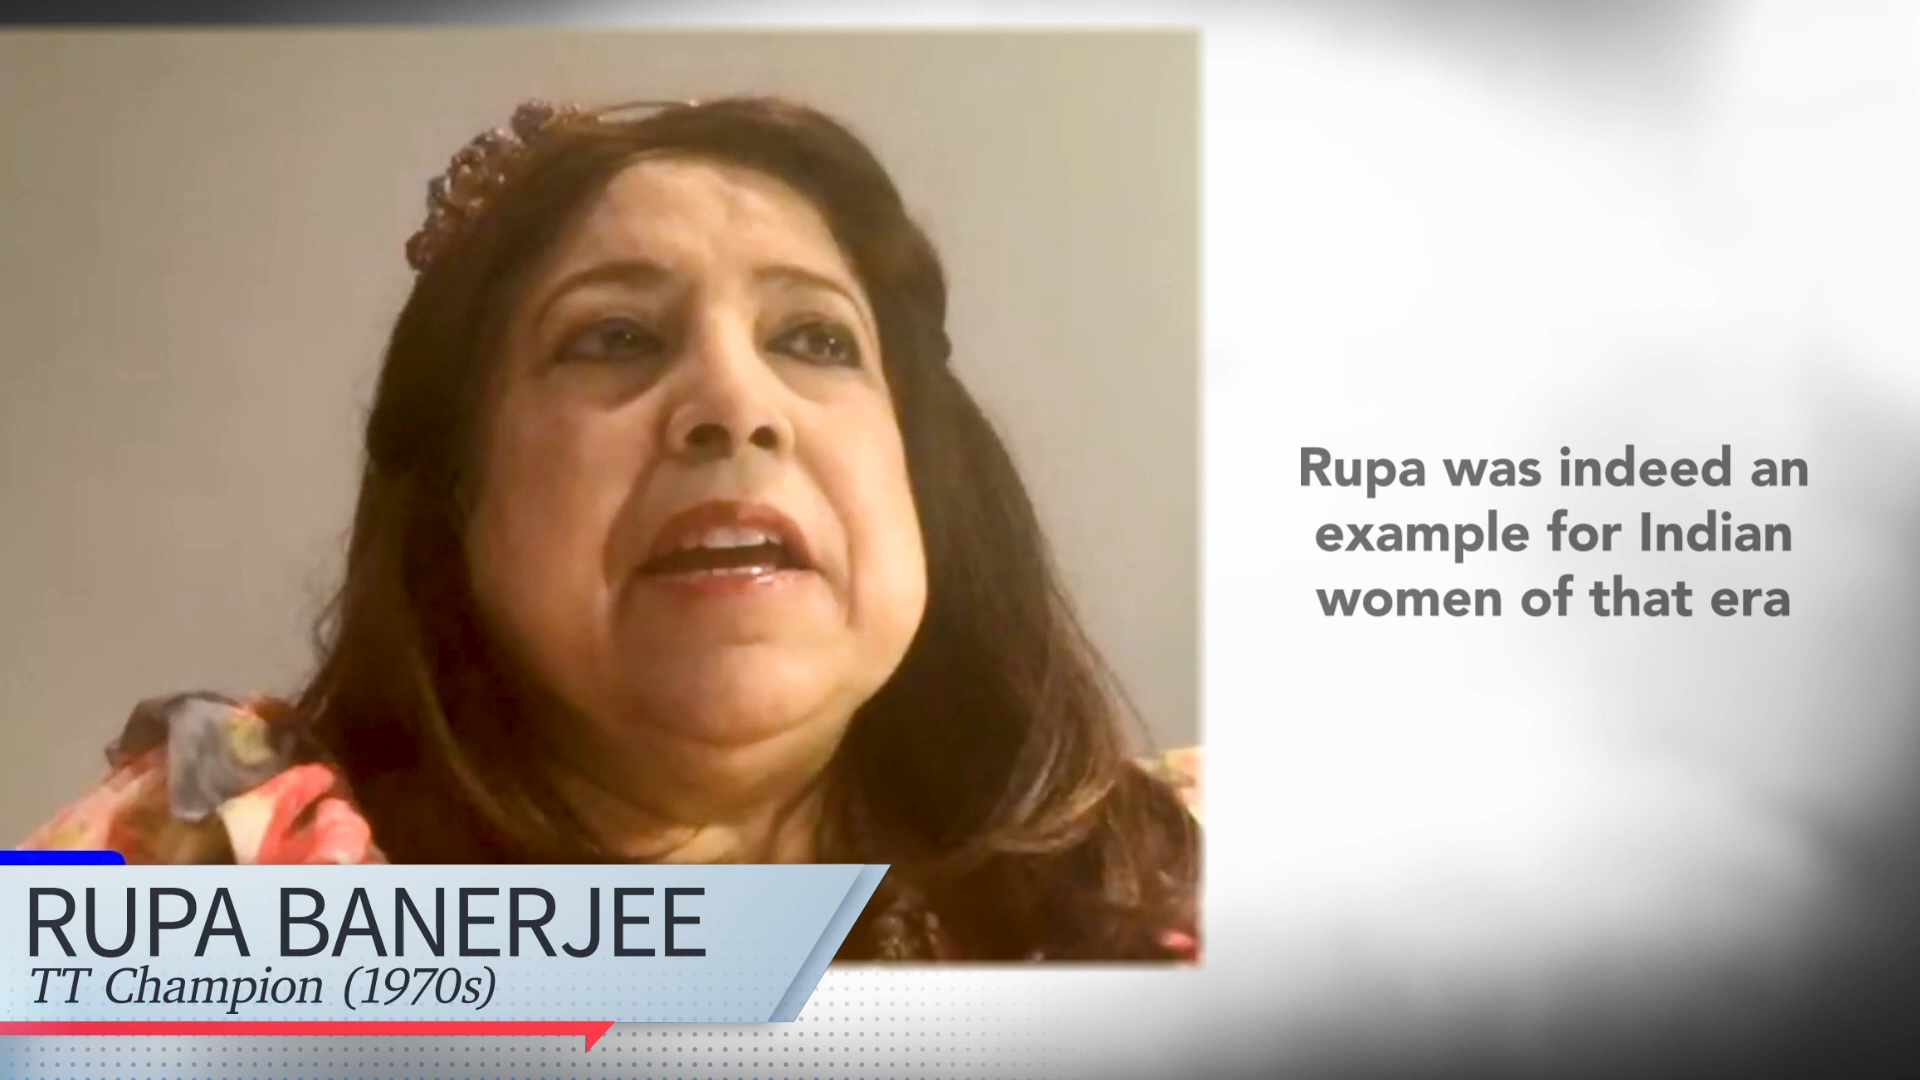 Rupa was indeed an
example for Indian
women of that era
RUPA BANERJEE
TT Champion (1970s)